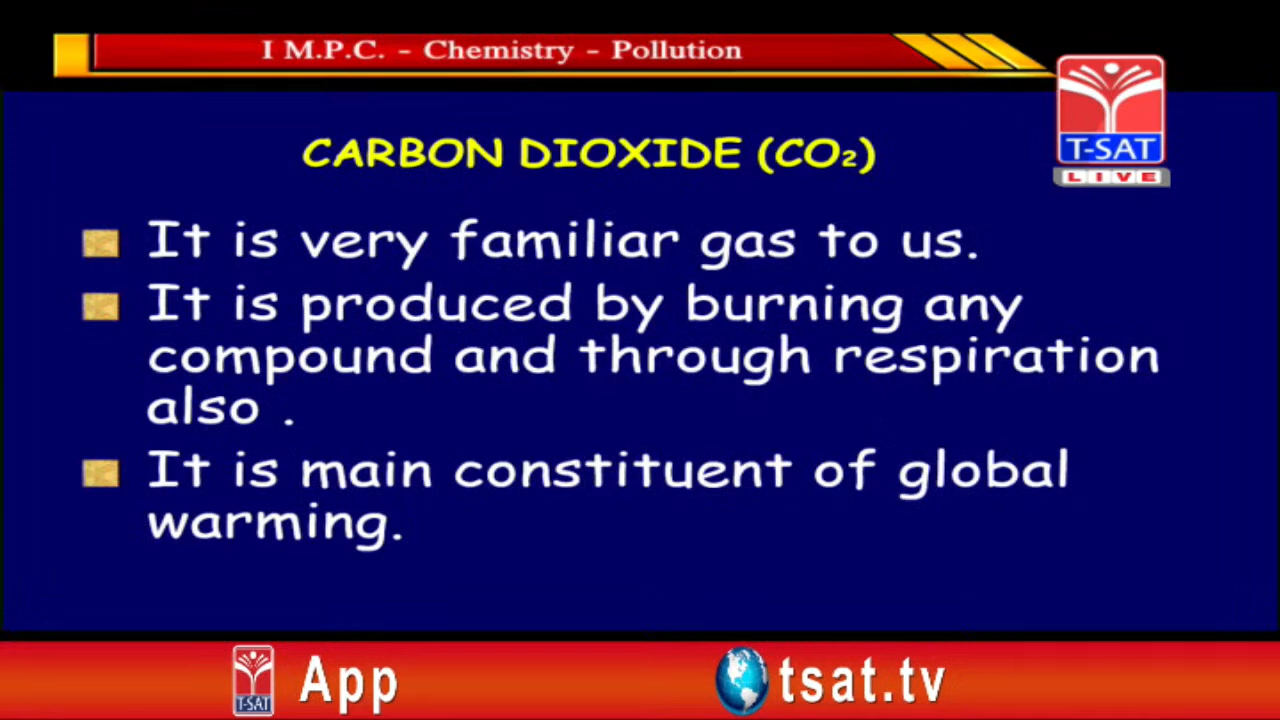 I M.P.C. - Chemistry - Pollution
T-SAT
LIVE
CARBON DIOXIDE (CO₂)
It is very familiar gas to us.
It is produced by burning any
compound and through respiration
also .
It is main constituent of global
warming.
T-SAT
App
tsat.tv